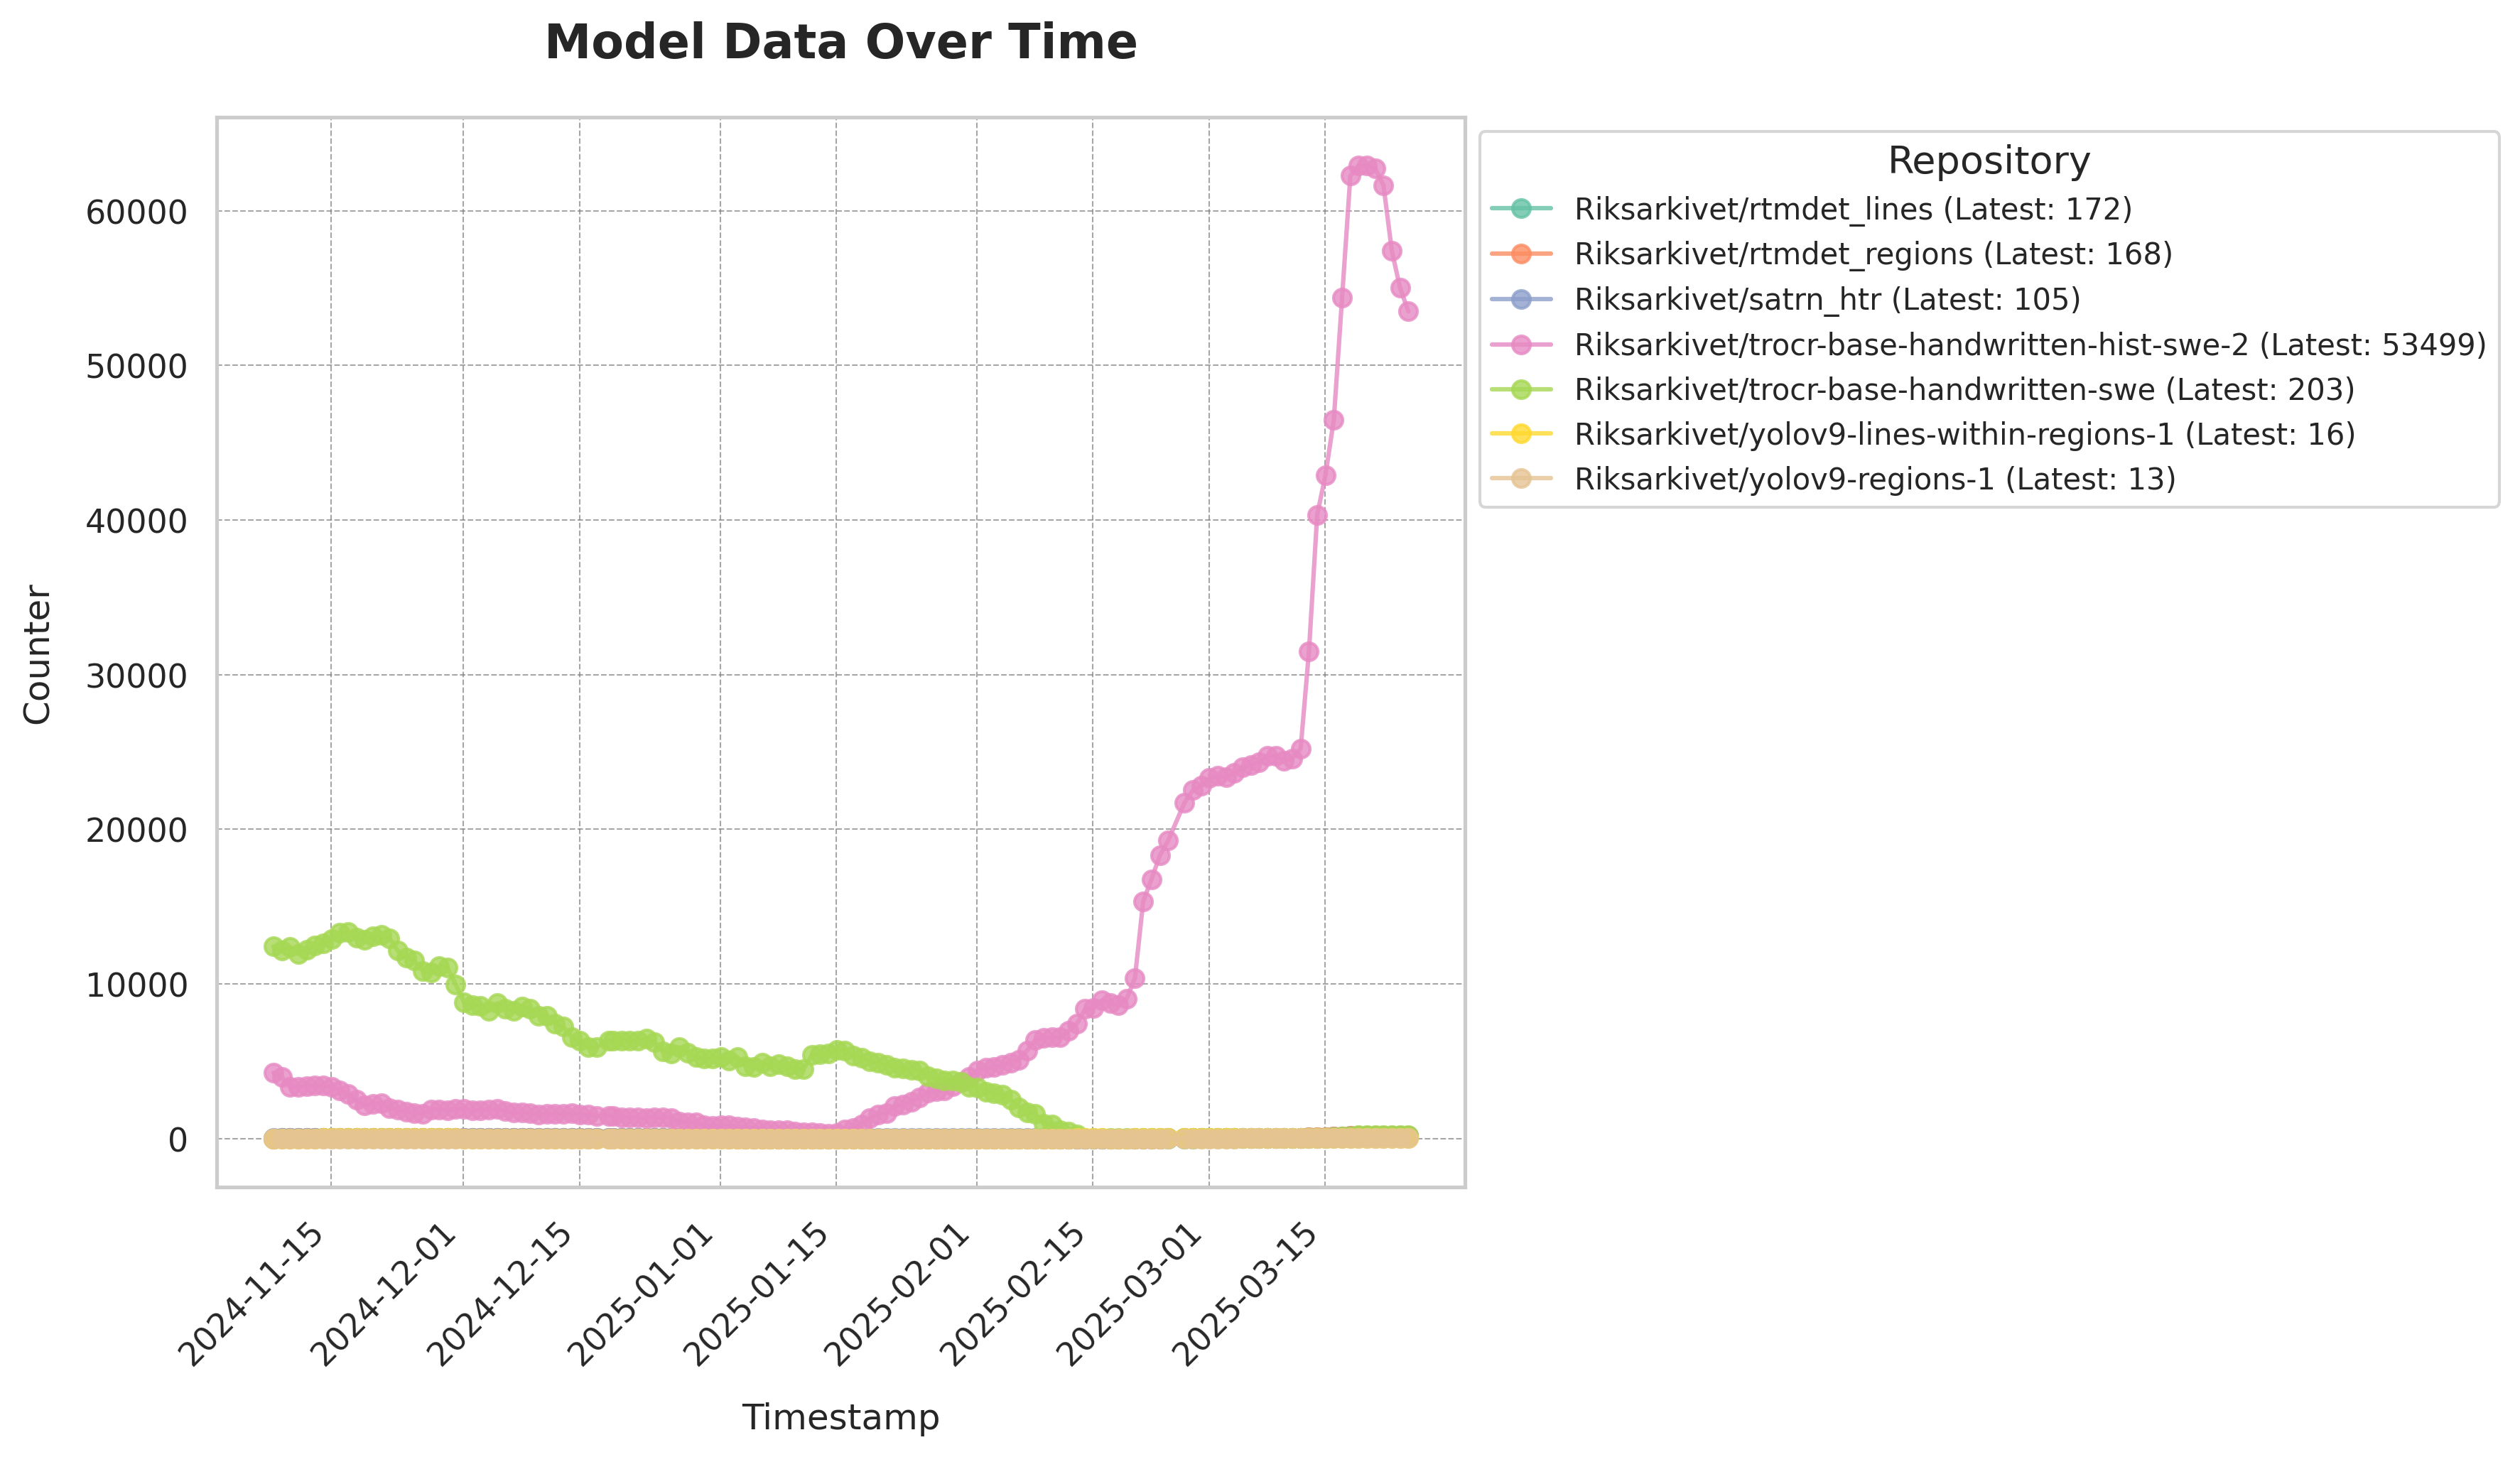 Model Data Over Time
Repository
Riksarkivet/rtmdet_lines (Latest: 172)
Riksarkivet/rtmdet_regions (Latest: 168)
Riksarkivet/satrn_htr (Latest: 105)
Riksarkivet/trocr-base-handwritten-hist-swe-2 (Latest: 53499)
Riksarkivet/trocr-base-handwritten-swe (Latest: 203)
Riksarkivet/yolov9-lines-within-regions-1 (Latest: 16)
Riksarkivet/yolov9-regions-1 (Latest: 13)
Counter
60000
50000
40000
30000
20000
10000
0
2024-11-15
2024-12-01
2024-12-15
2025-01-01
2025-01-15
2025-02-01
2025-02-15
2025-03-01
2025-03-15
Timestamp